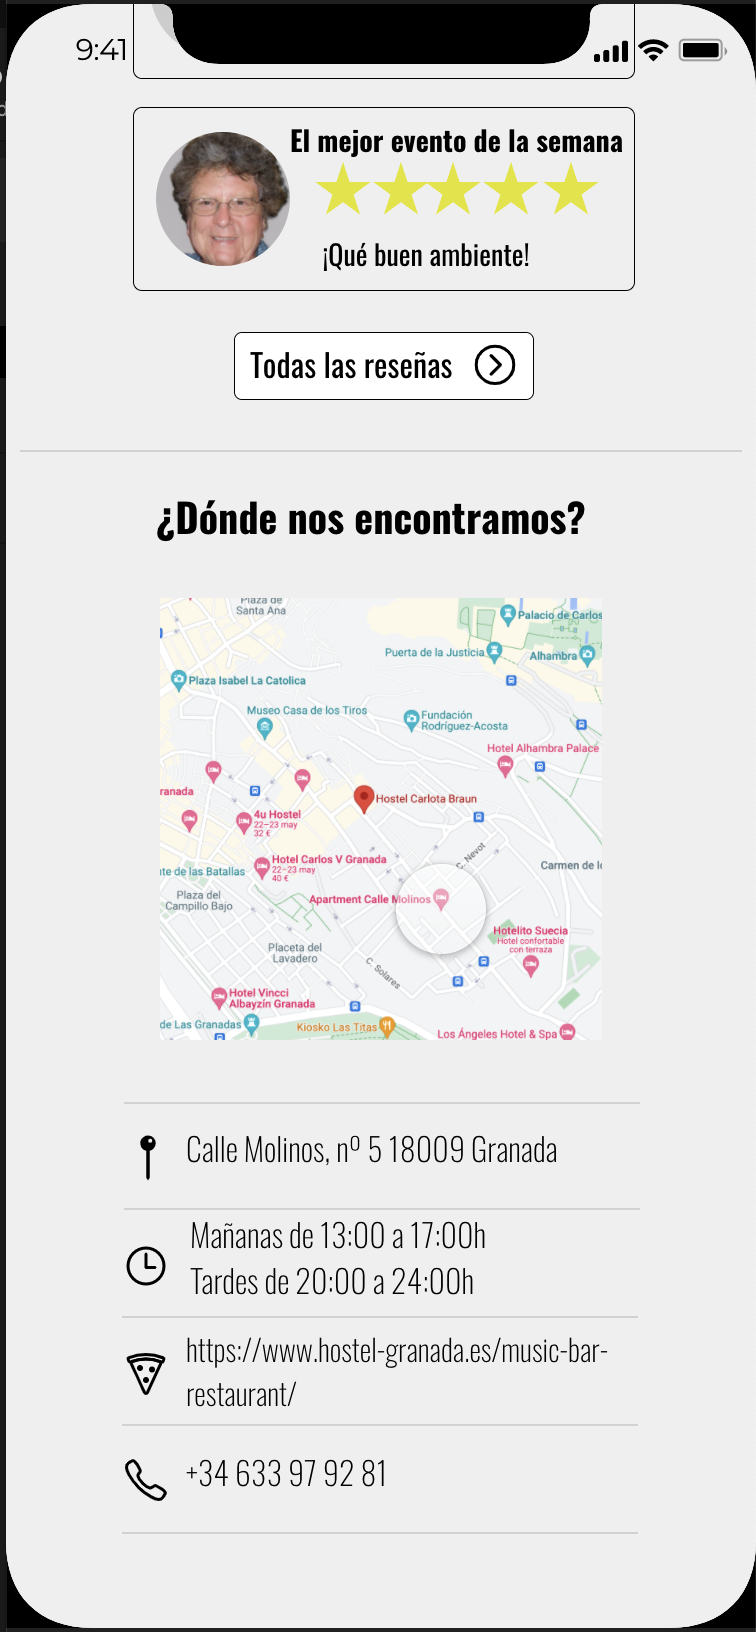 9:41
El mejor evento de la semana
¡Qué buen ambiente!
Todas las reseñas
¿Dónde nos encontramos?
Plaza de
Santa Ana
Palacio de Carlos
Puerta de la Justicia
Alhambra
Plaza Isabel La Catolica
Museo Casa de los Tiros
Fundación
Rodríguez-Acosta
Hotel Alhambra Palace
ranada
Hostel Carlota Braun
4u Hostel
22–23 may
32 €
C. Nevot
Hotel Carlos V Granada
22–23 may
40 €
Carmen de lo
nte de las Batallas
Apartment Calle Molinos
Plaza del
Campillo Bajo
Hotelito Suecia
Hotel confortable
con terraza
Placeta del
Lavadero
C. Solares
Hotel Vincci
Albayzín Granada
de Las Granadas
Kiosko Las Titas
Los Ángeles Hotel & Spa
Calle Molinos, nº 5 18009 Granada
Mañanas de 13:00 a 17:00h
Tardes de 20:00 a 24:00h
https://www.hostel-granada.es/music-bar-
restaurant/
+34 633 97 92 81